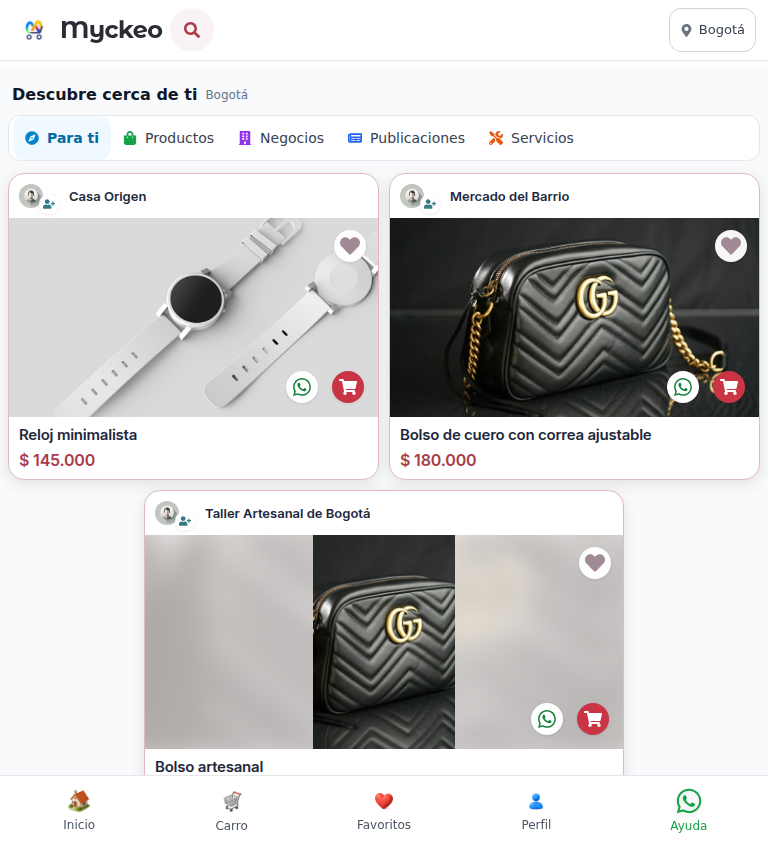 Myckeo
Bogotá
Descubre cerca de ti Bogotá
Para ti Productos Negocios Publicaciones Servicios
Casa Origen
Reloj minimalista
$ 145.000
Mercado del Barrio
GG
Bolso de cuero con correa ajustable
$ 180.000
Taller Artesanal de Bogotá
GG
Bolso artesanal
Inicio Carro Favoritos Perfil Ayuda